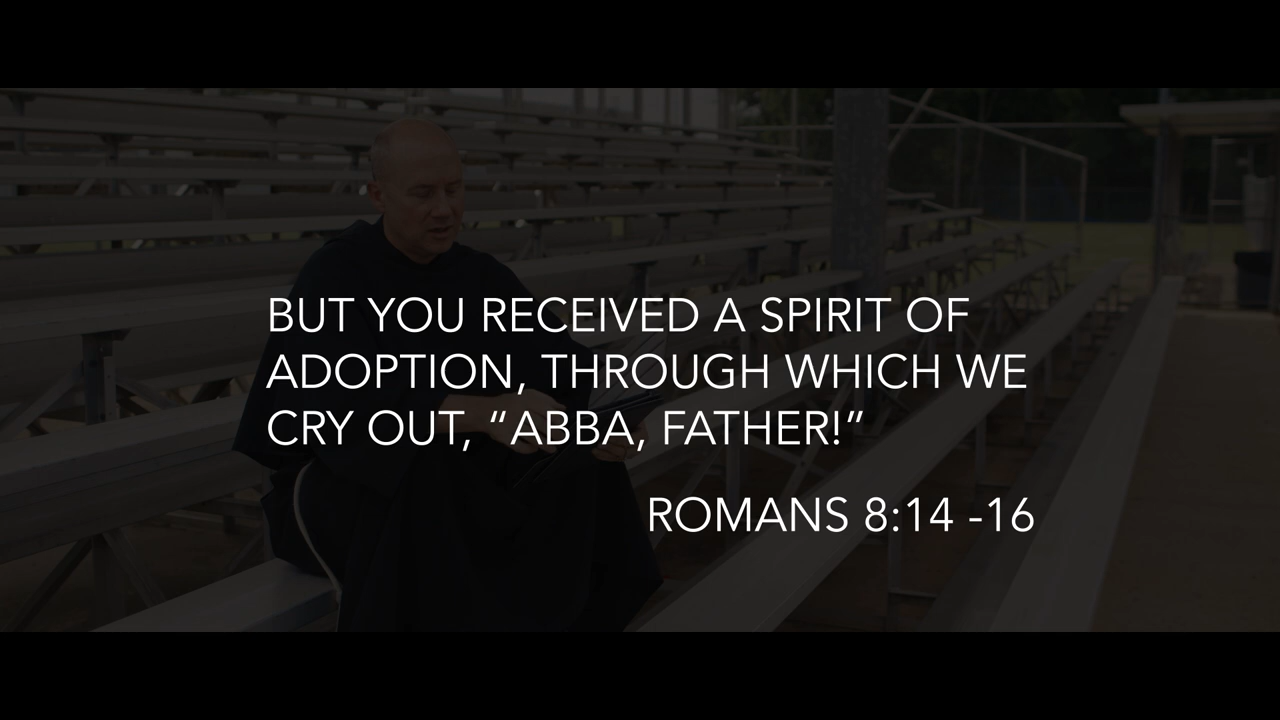 BUT YOU RECEIVED A SPIRIT OF
ADOPTION, THROUGH WHICH WE
CRY OUT, “ABBA, FATHER!”
ROMANS 8:14 -16